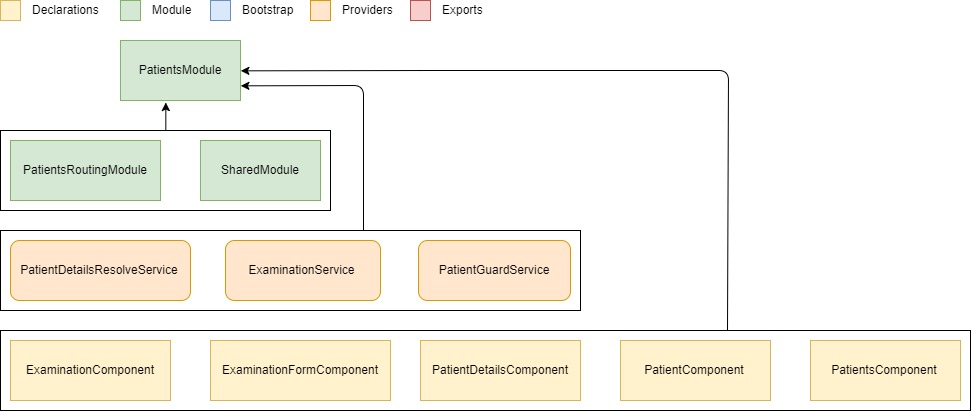 Declarations Module Bootstrap Providers Exports
PatientsModule
PatientsRoutingModule SharedModule
PatientDetailsResolveService ExaminationService PatientGuardService
ExaminationComponent ExaminationFormComponent PatientDetailsComponent PatientComponent PatientsComponent